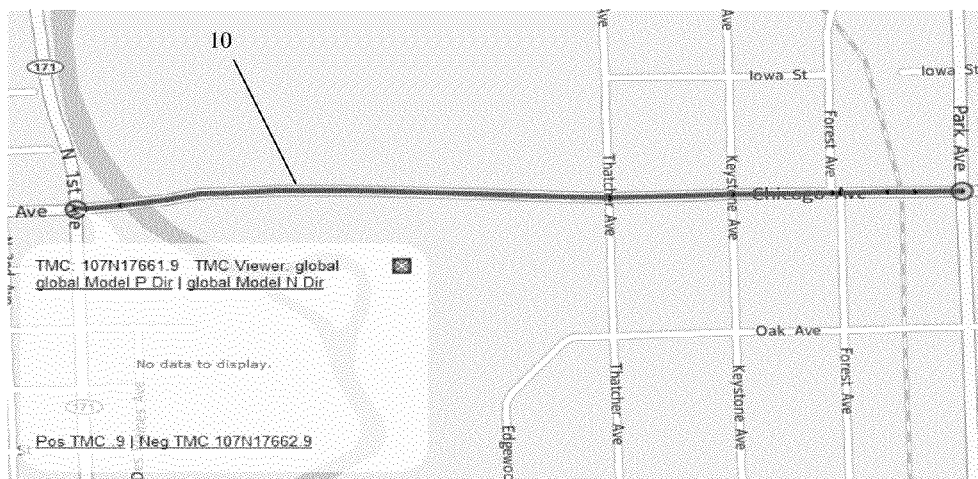 10
Ave
Ave
171
Iowa St
Iowa St
N 1st Ave
Forest Ave
Park Ave
Thatcher Ave
Keystone Ave
Chicago Ave
Ave
TMC: 107N17661.9 TMC Viewer: global
global Model P Dir | global Model N Dir
Oak Ave
No data to display.
Thatcher Ave
Keystone Ave
Forest Ave
171
Edgewoo
Pos TMC .9 | Neg TMC 107N17662.9